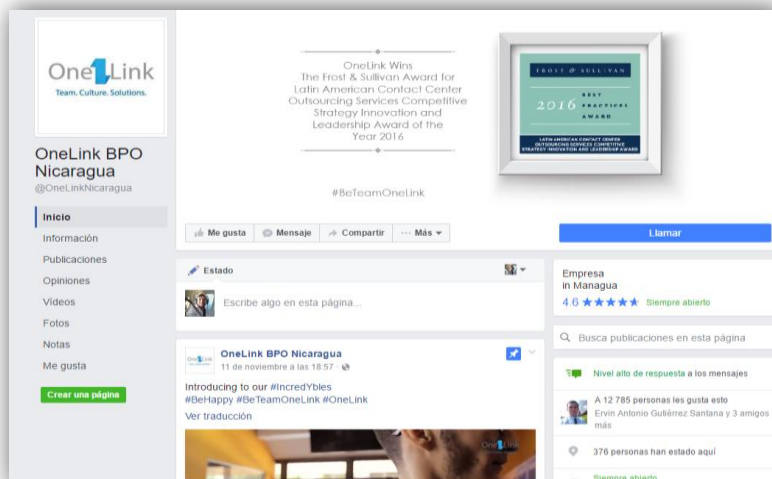 OneLink
Team. Culture. Solutions.
OneLink BPO
Nicaragua
@OneLinkNicaragua
Inicio
Información
Publicaciones
Opiniones
Vídeos
Fotos
Notas
Me gusta
Crear una página
OneLink Wins
The Frost & Sullivan Award for
Latin American Contact Center
Outsourcing Services Competitive
Strategy Innovation and
Leadership Award of the
Year 2016
#BeTeamOneLink
FROST & SULLIVAN
2016
BEST
PRACTICES
AWARD
LATIN AMERICAN CONTACT CENTER
OUTSOURCING SERVICES COMPETITIVE
STRATEGY INNOVATION AND LEADERSHIP AWARD
Me gusta
Mensaje
Compartir
··· Más
Llamar
Estado
Escribe algo en esta página...
OneLink BPO Nicaragua
11 de noviembre a las 18:57 ·
Introducing to our #IncredYbles
#BeHappy #BeTeamOneLink #OneLink
Ver traducción
OneLink
Empresa
in Managua
4.6 ★★★★★ Siempre abierto
Busca publicaciones en esta página
Nivel alto de respuesta a los mensajes
A 12 785 personas les gusta esto
Ervin Antonio Gutiérrez Santana y 3 amigos
más
376 personas han estado aquí
Siempre abierto